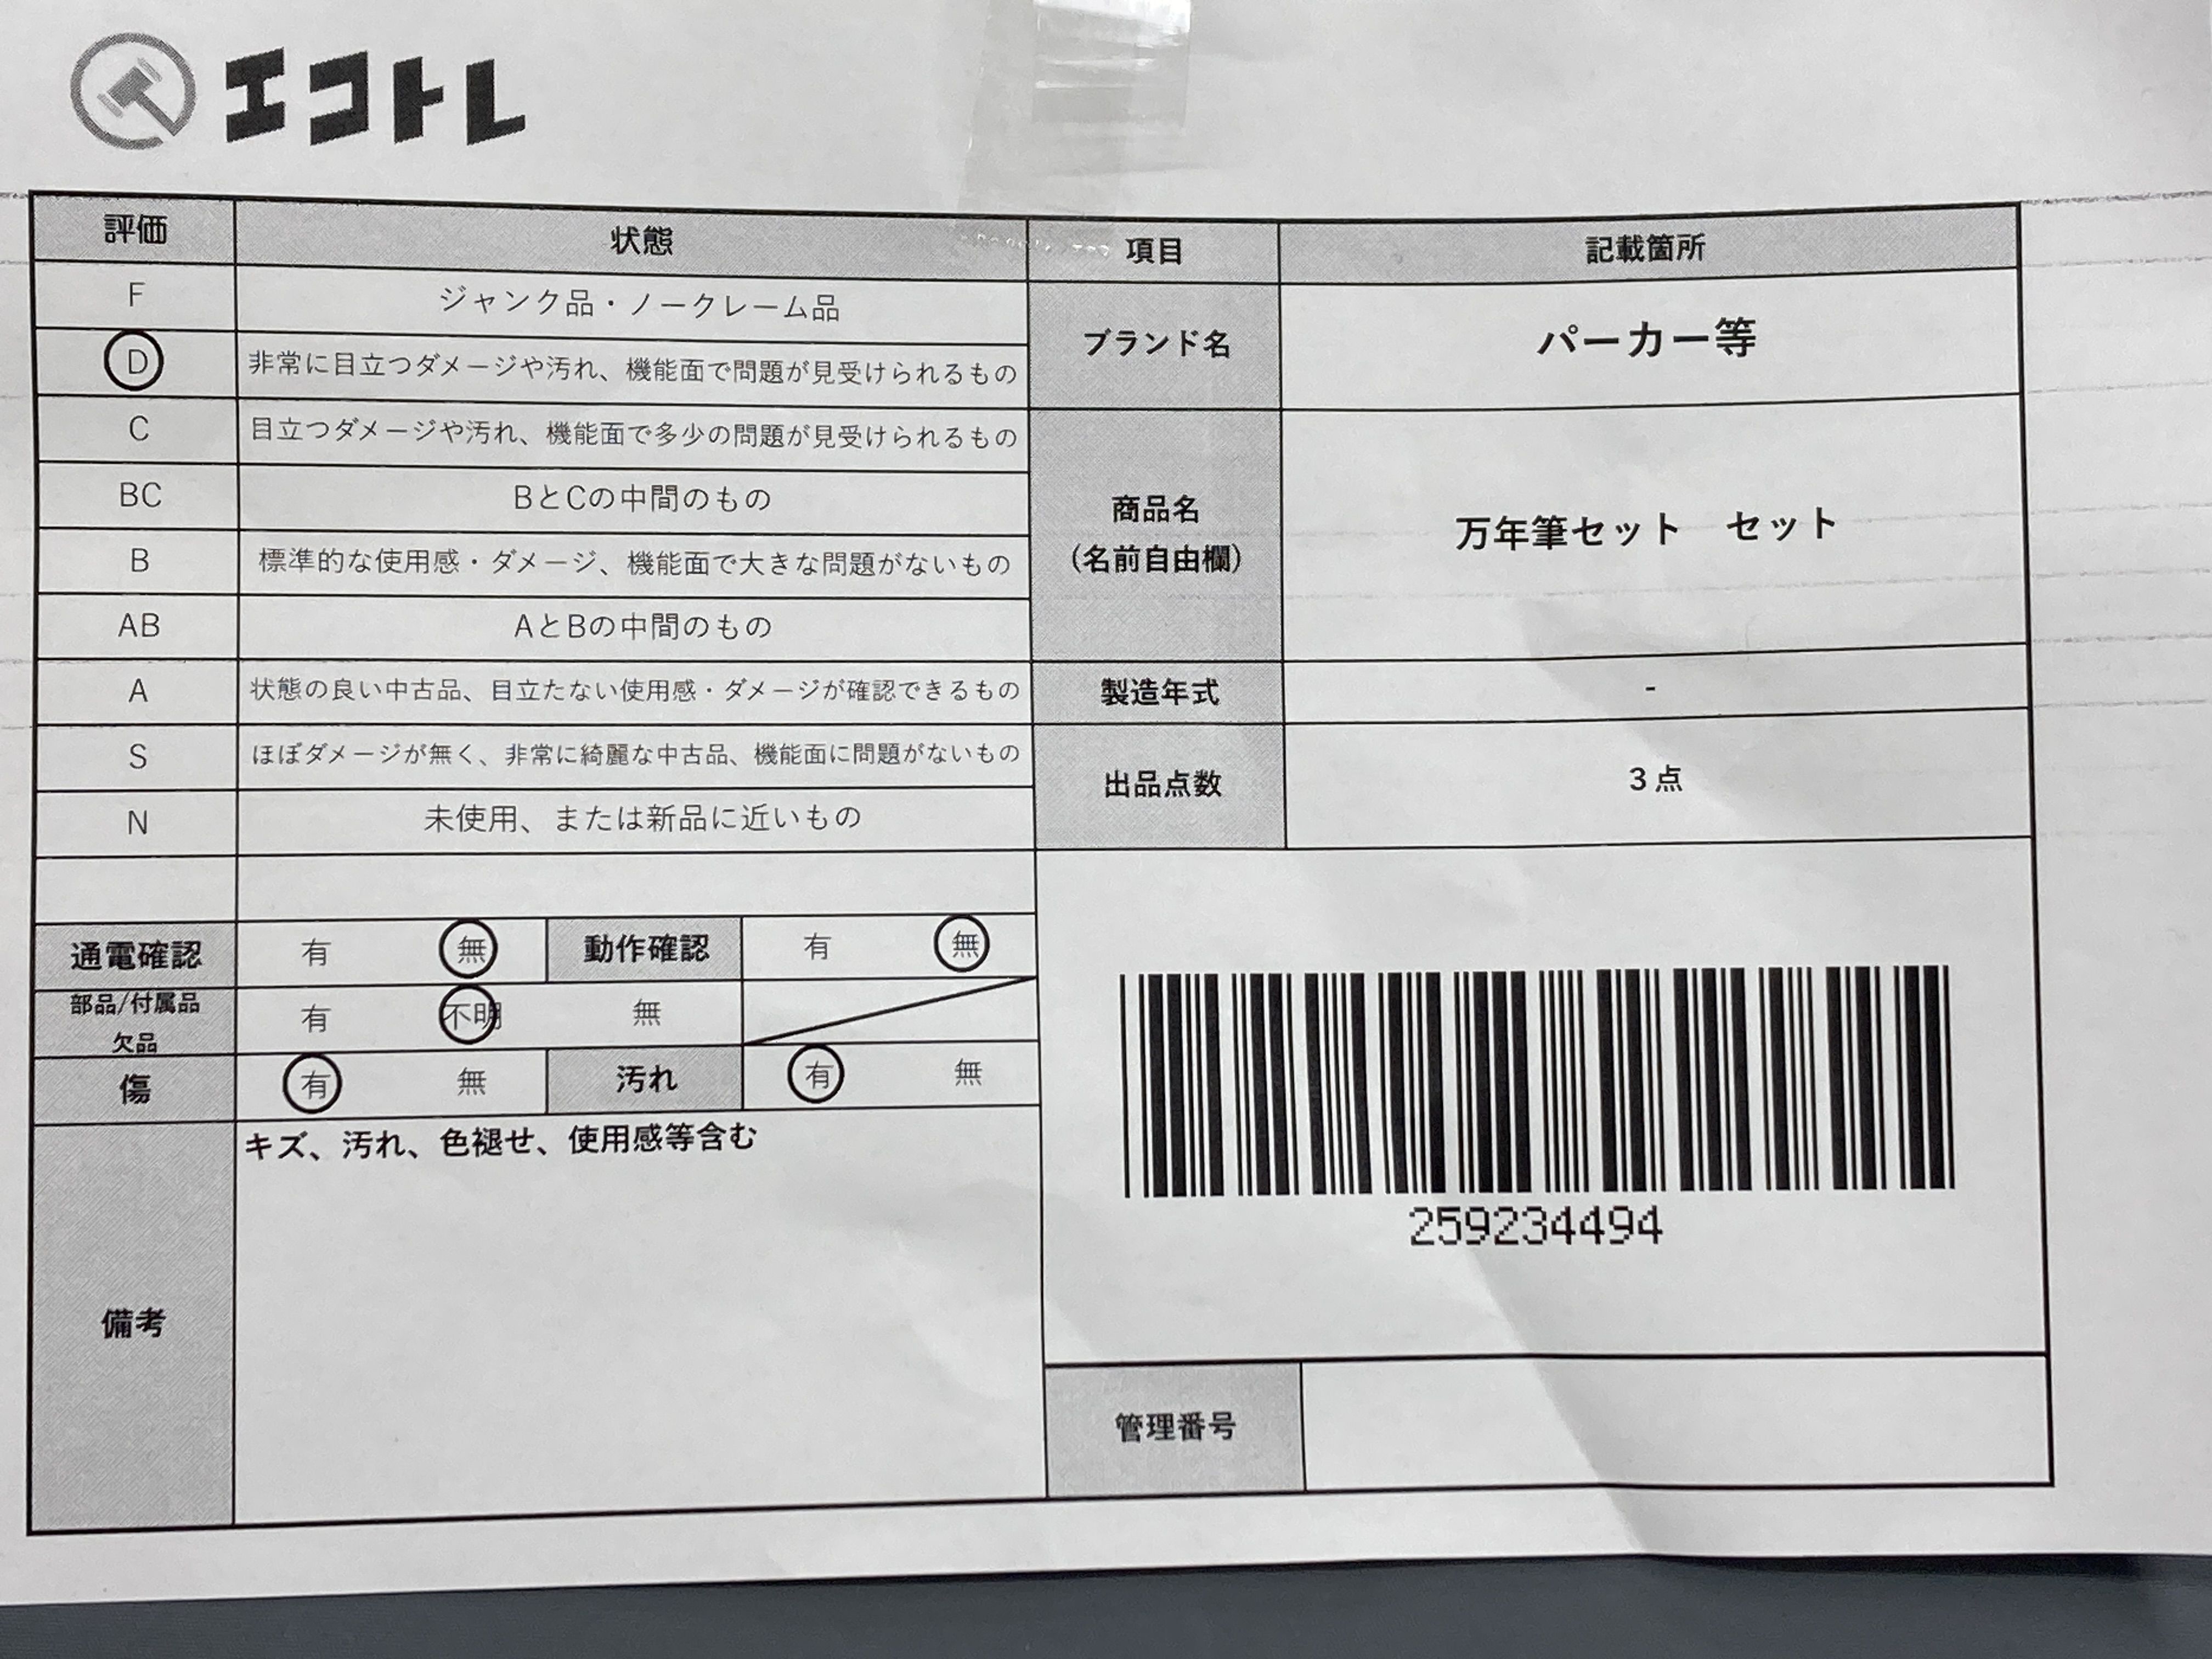 エコトレ
評価 状態 項目 記載箇所
F ジャンク品・ノークレーム品
D 非常に目立つダメージや汚れ、機能面で問題が見受けられるもの
ブランド名 パーカー等
C 目立つダメージや汚れ、機能面で多少の問題が見受けられるもの
BC BとCの中間のもの
商品名
(名前自由欄)
万年筆セット　セット
B 標準的な使用感・ダメージ、機能面で大きな問題がないもの
AB AとBの中間のもの
A 状態の良い中古品、目立たない使用感・ダメージが確認できるもの
製造年式 -
S ほぼダメージが無く、非常に綺麗な中古品、機能面に問題がないもの
出品点数 3点
N 未使用、または新品に近いもの
通電確認 有 無 動作確認 有 無
部品/付属品
欠品
有 不明 無
傷 有 無 汚れ 有 無
備考
キズ、汚れ、色褪せ、使用感等含む
259234494
管理番号